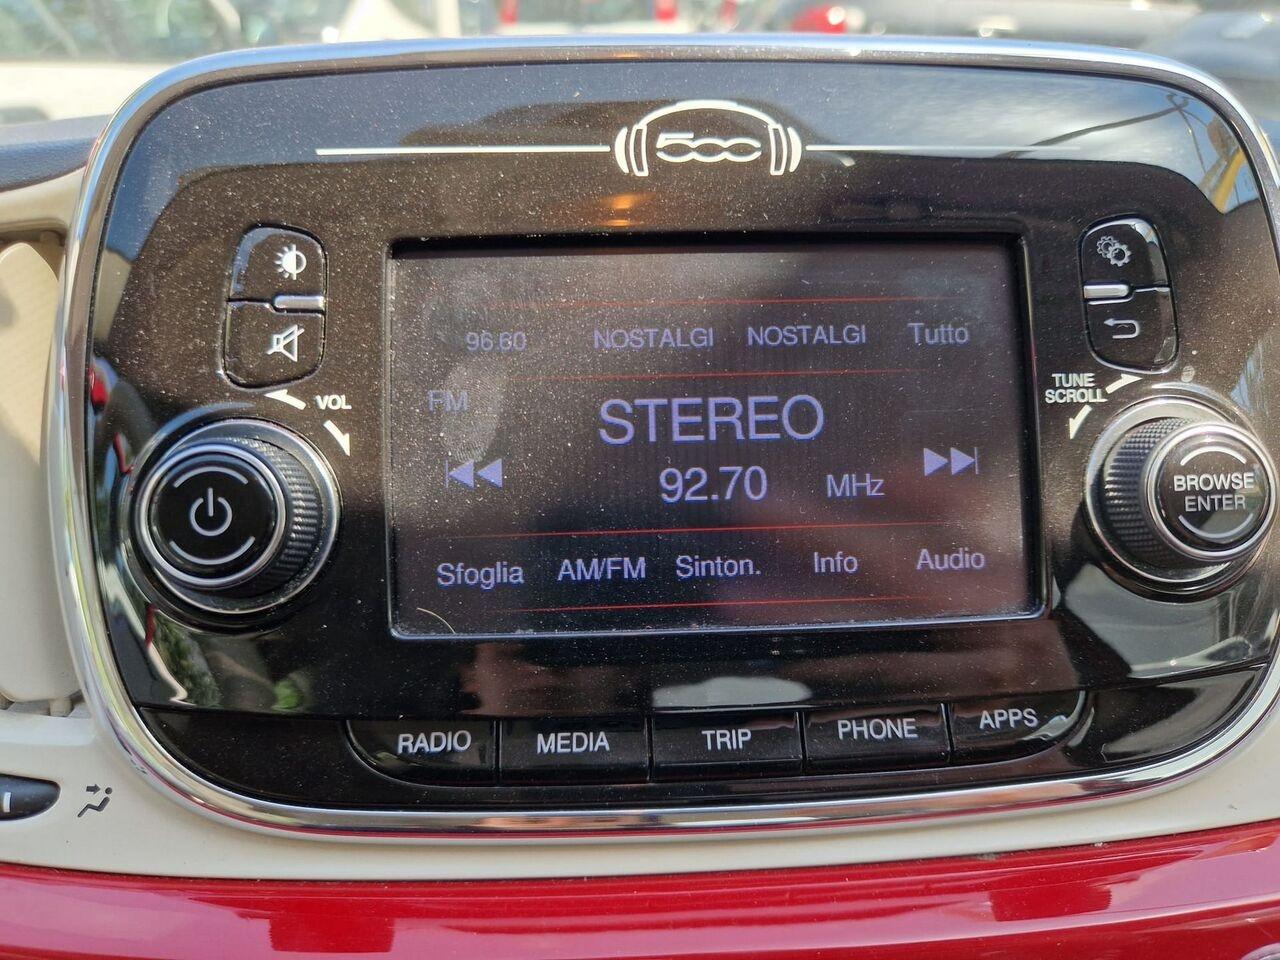 500
VOL
TUNE
SCROLL
96.60 NOSTALGI NOSTALGI Tutto
FM
STEREO
92.70 MHz
BROWSE
ENTER
Sfoglia AM/FM Sinton. Info Audio
RADIO MEDIA TRIP PHONE APPS